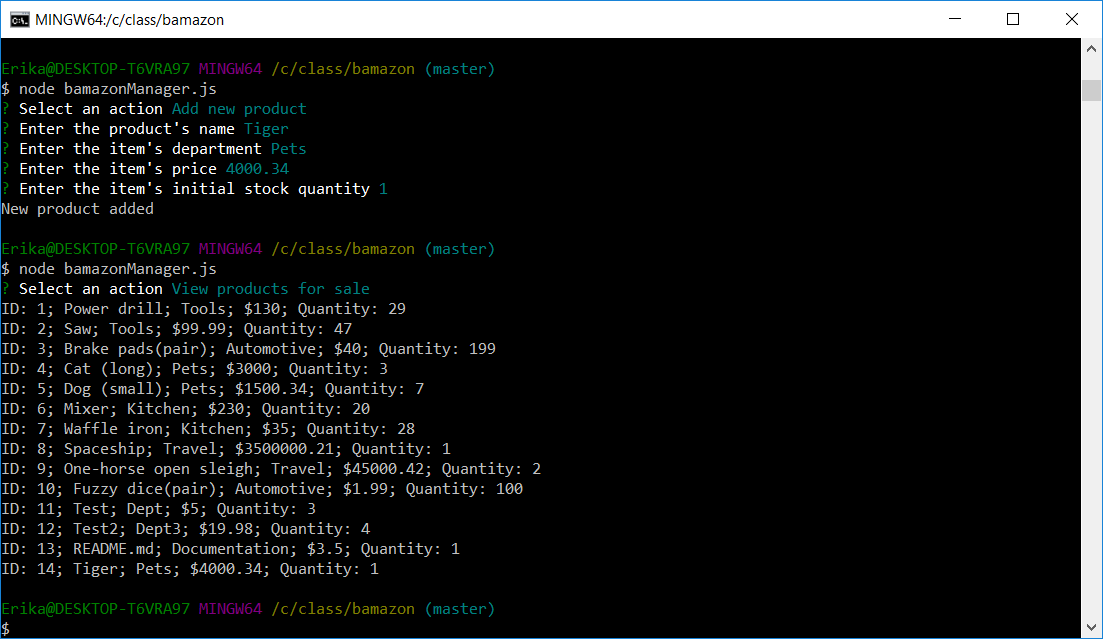 MINGW64:/c/class/bamazon
Erika@DESKTOP-T6VRA97 MINGW64 /c/class/bamazon (master)
$ node bamazonManager.js
? Select an action Add new product
? Enter the product's name Tiger
? Enter the item's department Pets
? Enter the item's price 4000.34
? Enter the item's initial stock quantity 1
New product added
Erika@DESKTOP-T6VRA97 MINGW64 /c/class/bamazon (master)
$ node bamazonManager.js
? Select an action View products for sale
ID: 1; Power drill; Tools; $130; Quantity: 29
ID: 2; Saw; Tools; $99.99; Quantity: 47
ID: 3; Brake pads(pair); Automotive; $40; Quantity: 199
ID: 4; Cat (long); Pets; $3000; Quantity: 3
ID: 5; Dog (small); Pets; $1500.34; Quantity: 7
ID: 6; Mixer; Kitchen; $230; Quantity: 20
ID: 7; Waffle iron; Kitchen; $35; Quantity: 28
ID: 8; Spaceship; Travel; $3500000.21; Quantity: 1
ID: 9; One-horse open sleigh; Travel; $45000.42; Quantity: 2
ID: 10; Fuzzy dice(pair); Automotive; $1.99; Quantity: 100
ID: 11; Test; Dept; $5; Quantity: 3
ID: 12; Test2; Dept3; $19.98; Quantity: 4
ID: 13; README.md; Documentation; $3.5; Quantity: 1
ID: 14; Tiger; Pets; $4000.34; Quantity: 1
Erika@DESKTOP-T6VRA97 MINGW64 /c/class/bamazon (master)
$